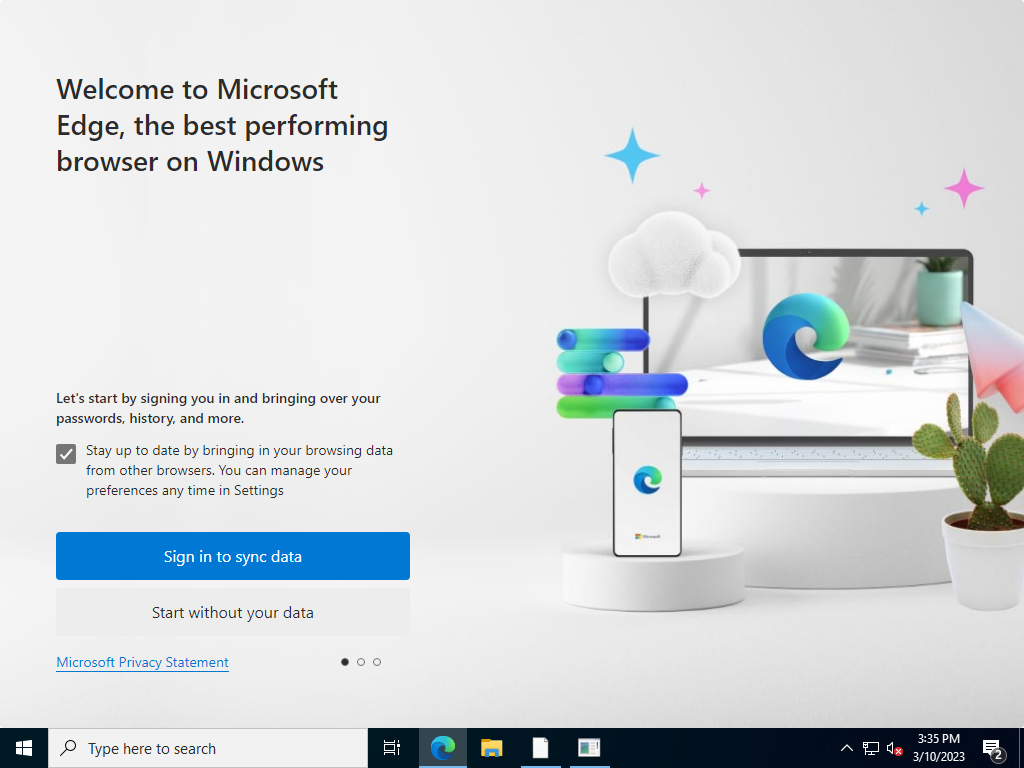 Welcome to Microsoft
Edge, the best performing
browser on Windows
Let's start by signing you in and bringing over your
passwords, history, and more.
Stay up to date by bringing in your browsing data
from other browsers. You can manage your
preferences any time in Settings
Sign in to sync data
Start without your data
Microsoft Privacy Statement
Microsoft
Type here to search
3:35 PM
3/10/2023
2